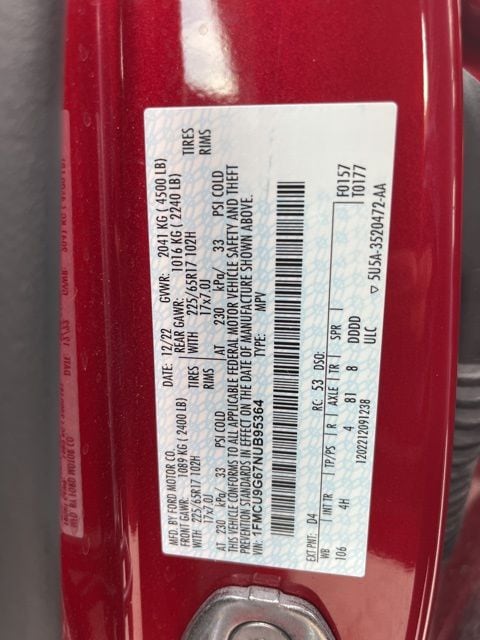 MFD. BY FORD MOTOR CO.
DATE: 12/22 GVWR: 2041 KG ( 4500 LB)
FRONT GAWR: 1089 KG ( 2400 LB) REAR GAWR: 1016 KG ( 2240 LB)
WITH 225/65R17 102H TIRES WITH 225/65R17 102H TIRES
17x7.0J RIMS 17x7.0J RIMS
AT 230 kPa/ 33 PSI COLD AT 230 kPa/ 33 PSI COLD
THIS VEHICLE CONFORMS TO ALL APPLICABLE FEDERAL MOTOR VEHICLE SAFETY AND THEFT
PREVENTION STANDARDS IN EFFECT ON THE DATE OF MANUFACTURE SHOWN ABOVE.
VIN: 1FMCU9G67NUB95364 TYPE: MPV
EXT PNT: D4 RC: 53 DSO: F0157
WB INT TR TP/PS R AXLE TR SPR T0177
106 4H 4 81 8 DDDD
1202212091238 ULC 5U5A-3520472-AA